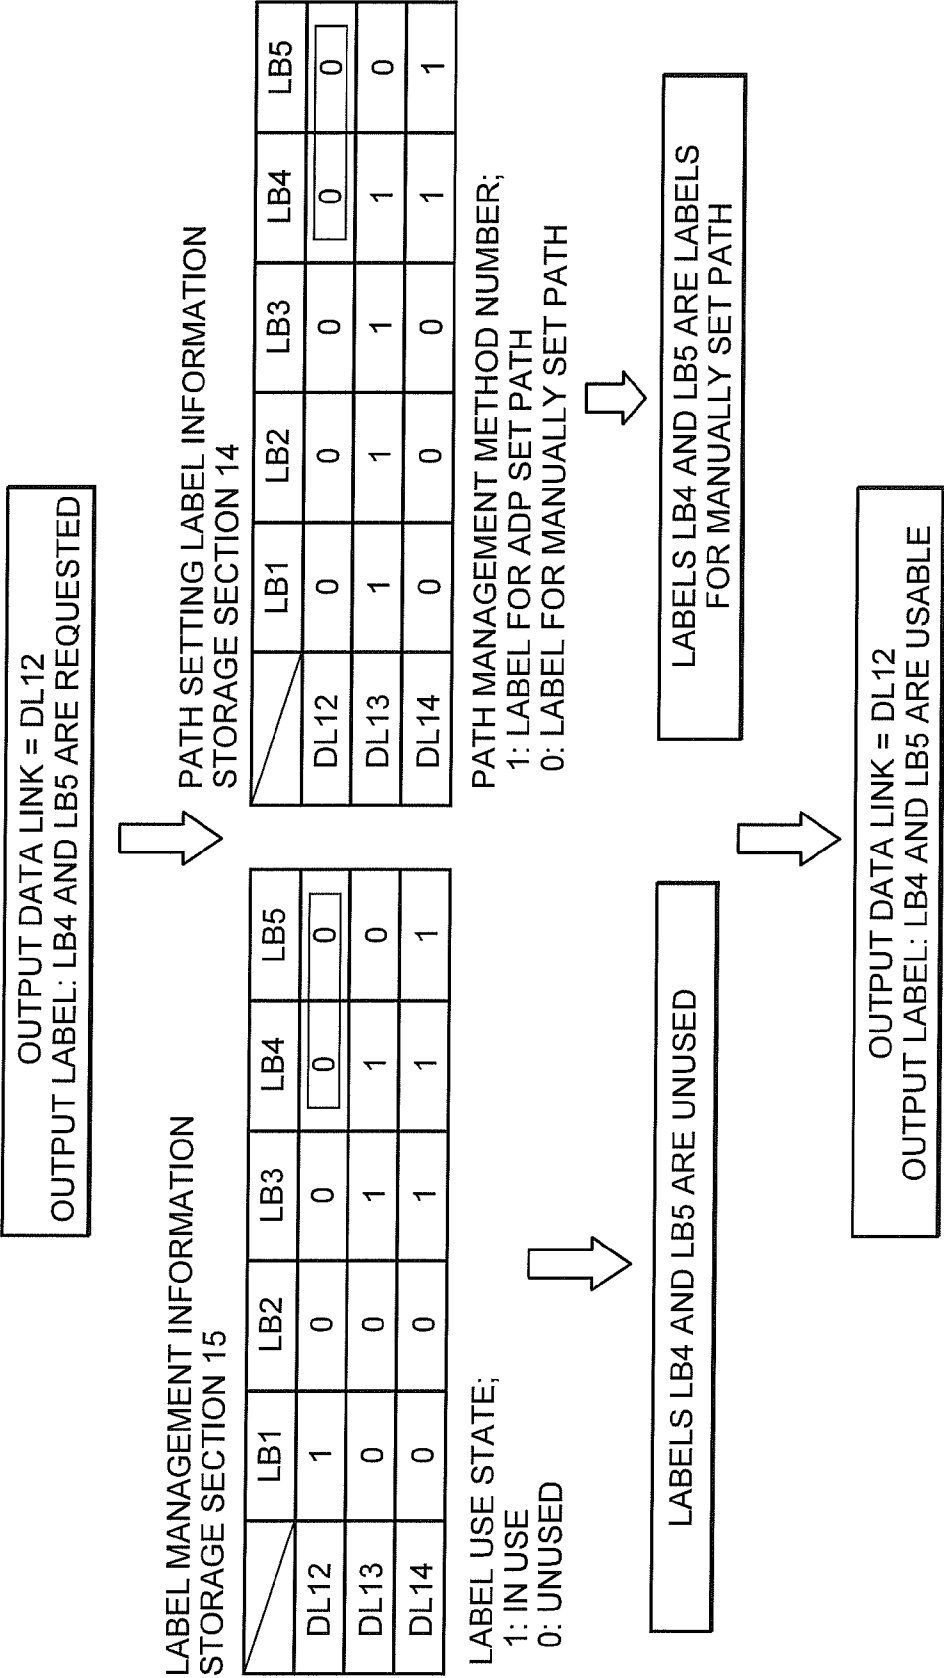 OUTPUT DATA LINK = DL12
OUTPUT LABEL: LB4 AND LB5 ARE REQUESTED
LABEL MANAGEMENT INFORMATION
STORAGE SECTION 15
LB1 LB2 LB3 LB4 LB5
DL12 1 0 0 0 0
DL13 0 0 1 1 0
DL14 0 0 1 1 1
LABEL USE STATE;
1: IN USE
0: UNUSED
LABELS LB4 AND LB5 ARE UNUSED
PATH SETTING LABEL INFORMATION
STORAGE SECTION 14
LB1 LB2 LB3 LB4 LB5
DL12 0 0 0 0 0
DL13 1 1 1 1 0
DL14 0 0 0 1 1
PATH MANAGEMENT METHOD NUMBER;
1: LABEL FOR ADP SET PATH
0: LABEL FOR MANUALLY SET PATH
LABELS LB4 AND LB5 ARE LABELS
FOR MANUALLY SET PATH
OUTPUT DATA LINK = DL12
OUTPUT LABEL: LB4 AND LB5 ARE USABLE